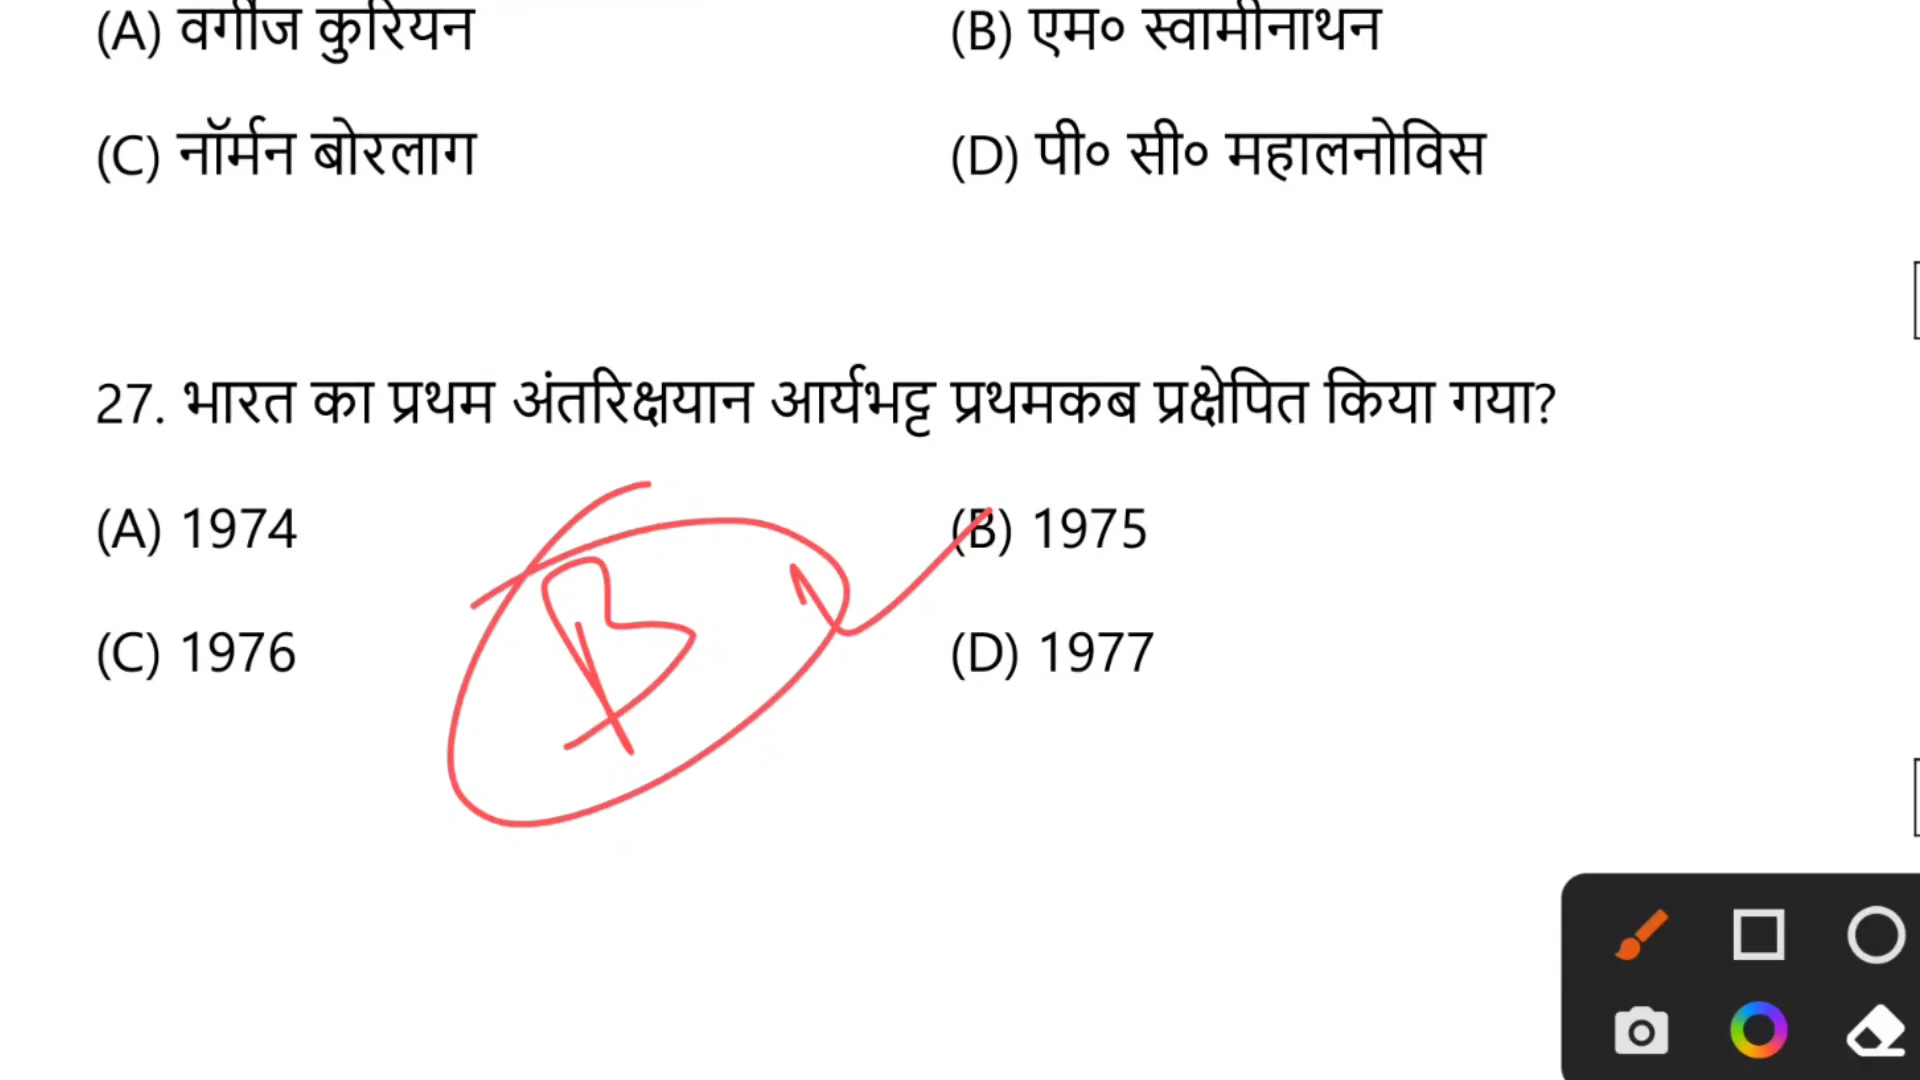 (A) वर्गीज कुरियन (B) एम० स्वामीनाथन
(C) नॉर्मन बोरलाग (D) पी० सी० महालनोविस
27. भारत का प्रथम अंतरिक्षयान आर्यभट्ट प्रथमकब प्रक्षेपित किया गया?
(A) 1974 (B) 1975
B
(C) 1976 (D) 1977